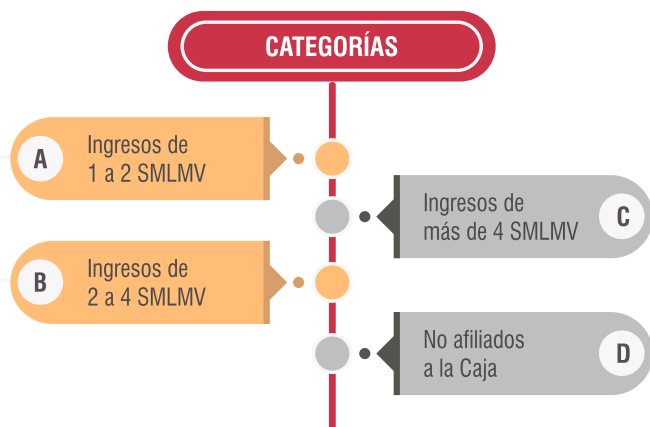 CATEGORÍAS
A
Ingresos de
1 a 2 SMLMV
B
Ingresos de
2 a 4 SMLMV
C
Ingresos de
más de 4 SMLMV
D
No afiliados
a la Caja